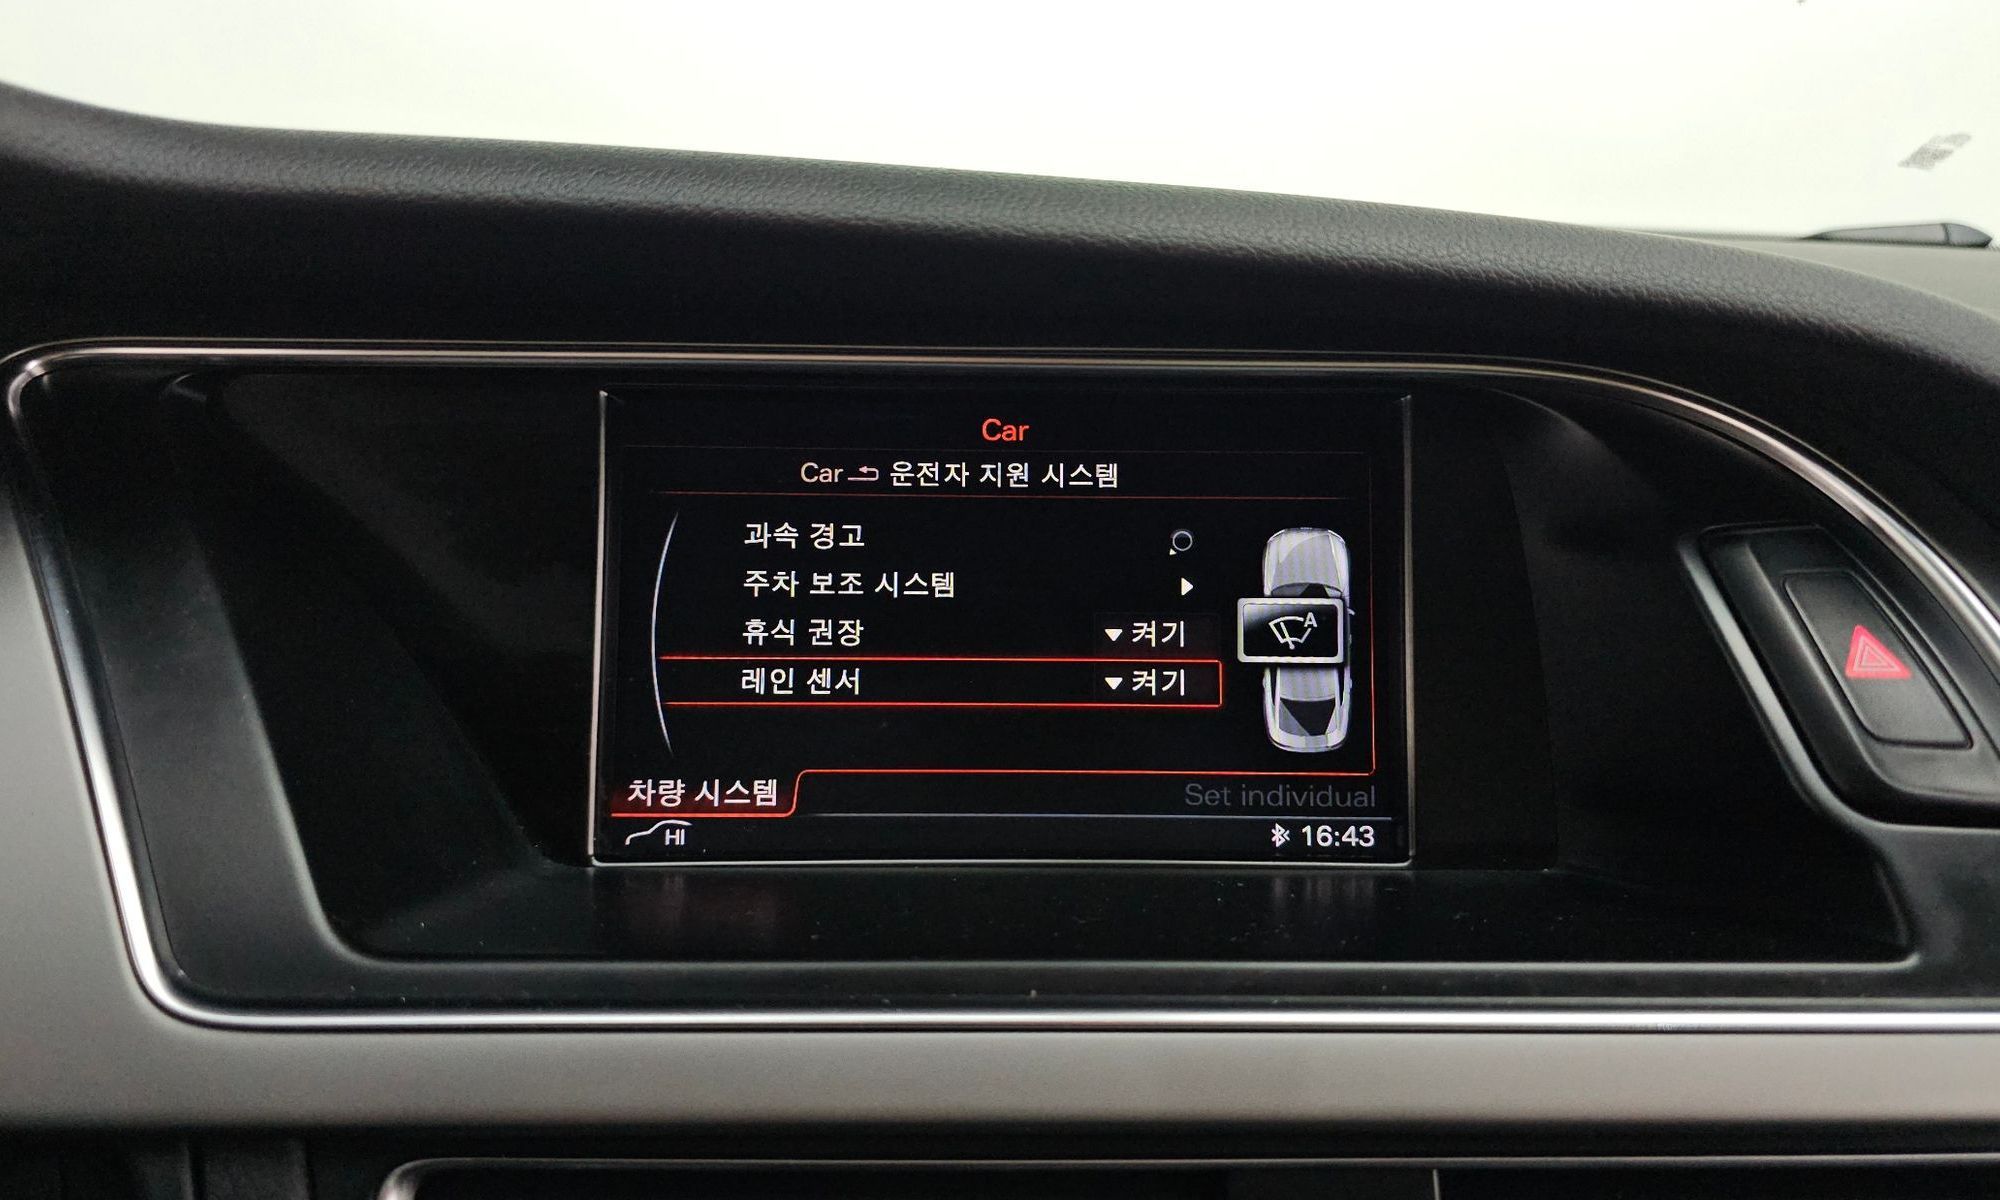 Car
Car 운전자 지원 시스템
과속 경고
주차 보조 시스템
휴식 권장 켜기
레인 센서 켜기
A
차량 시스템 Set individual
HI 16:43